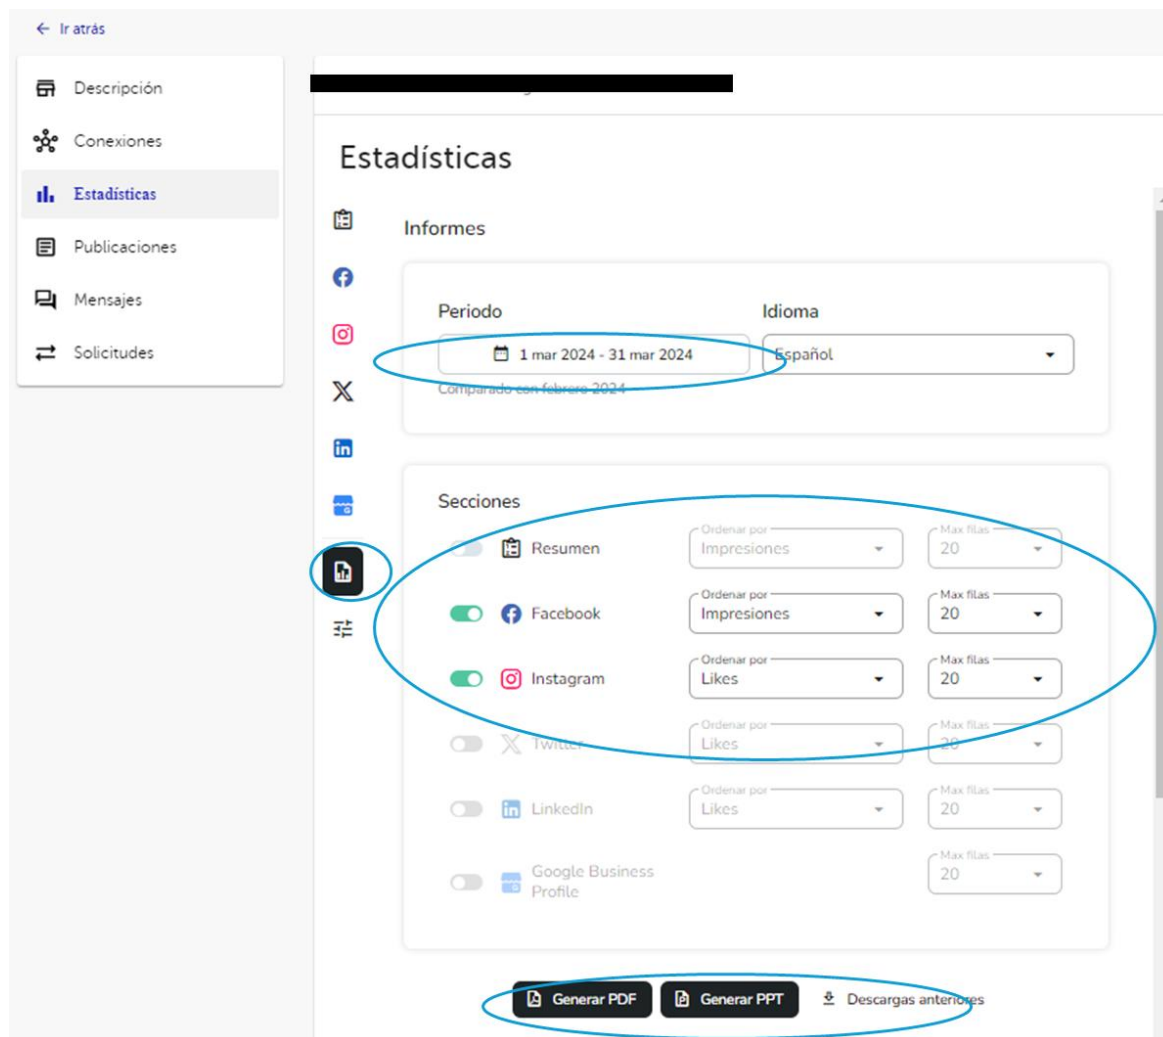 Ir atrás
Descripción
Conexiones
Estadísticas
Publicaciones
Mensajes
Solicitudes
Estadísticas
Informes
Periodo Idioma
1 mar 2024 - 31 mar 2024 Español
Comparado con febrero 2024
Secciones
Ordenar por Max filas
Resumen Impresiones 20
Ordenar por Max filas
Facebook Impresiones 20
Ordenar por Max filas
Instagram Likes 20
Ordenar por Max filas
Twitter Likes 20
Ordenar por Max filas
LinkedIn Likes 20
Max filas
Google Business 20
Profile
Generar PDF Generar PPT Descargas anteriores